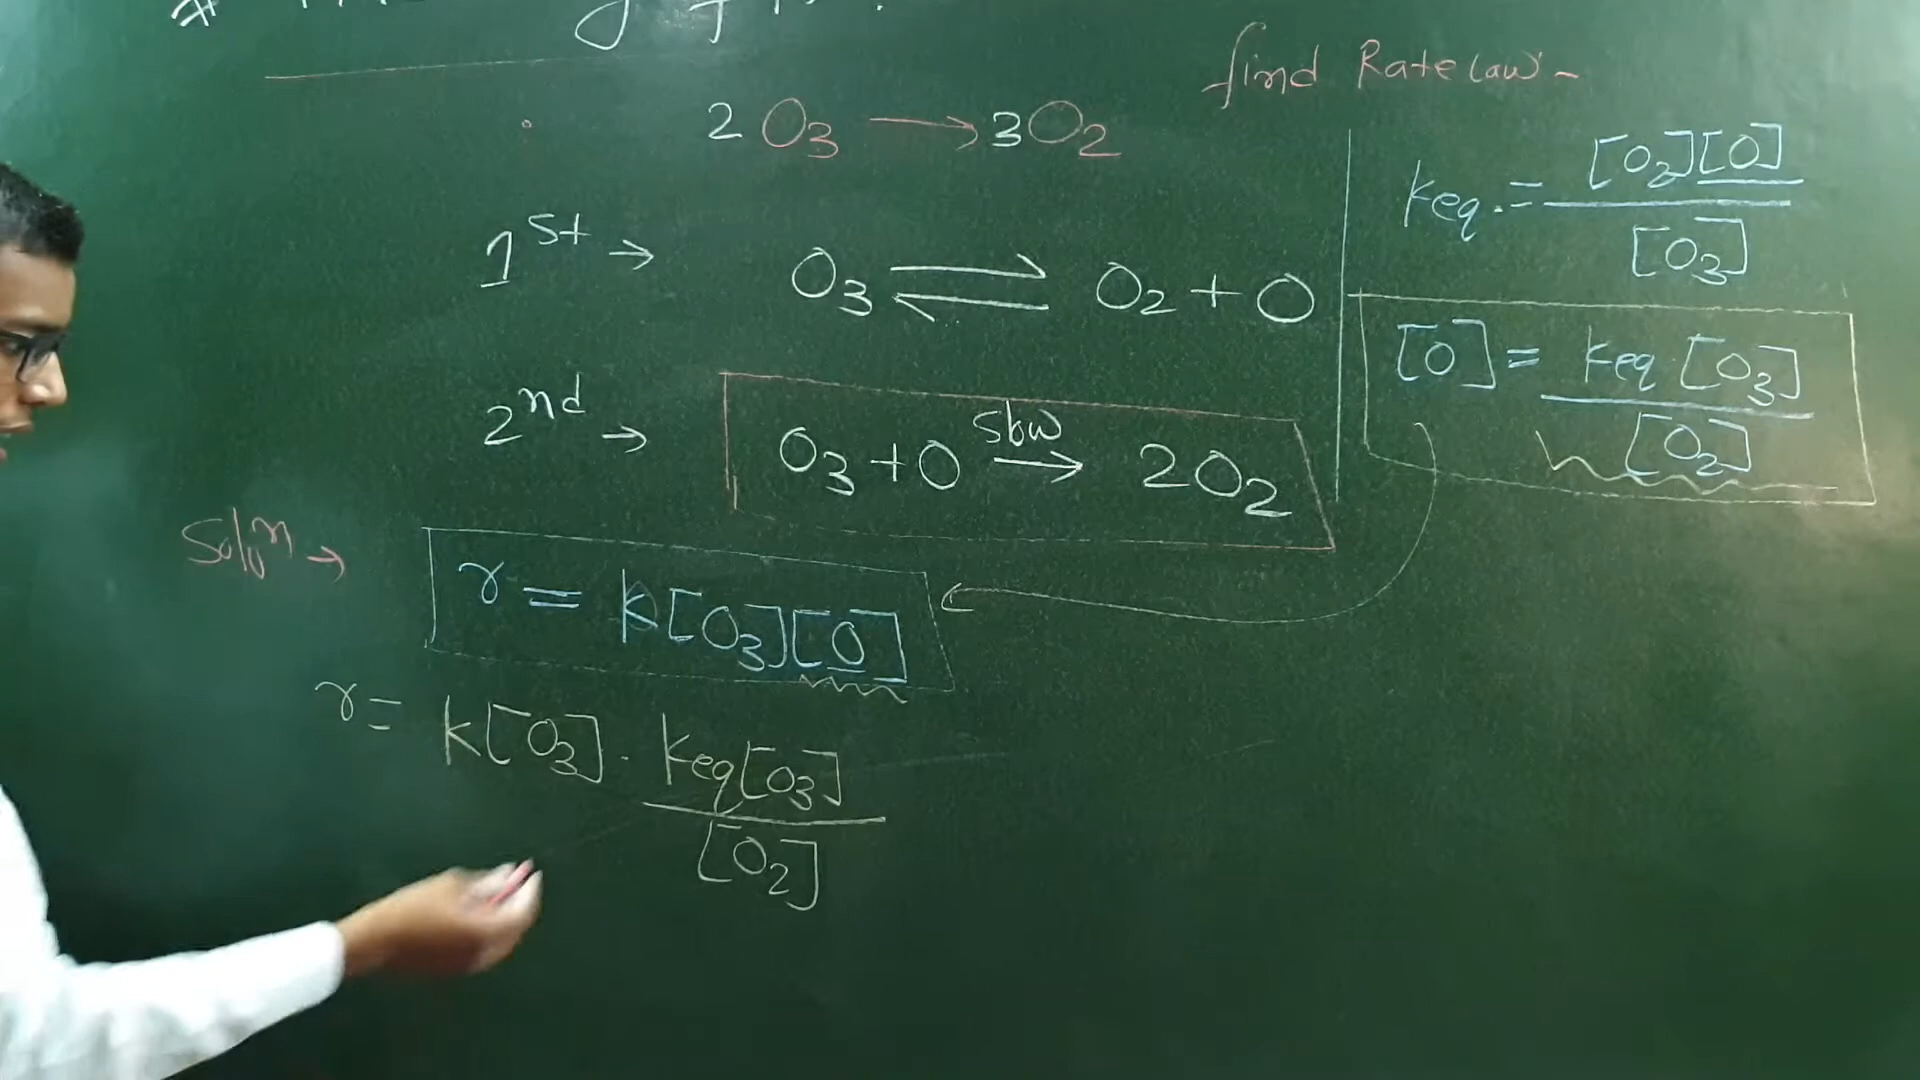 find Rate law -
2 O₃ → 3O₂
1st → O₃ ⇌ O₂ + O
2nd → O₃ + O slow → 2O₂
keq. = [O₂][O] / [O₃]
[O] = keq [O₃] / [O₂]
Solun →
r = k[O₃][O]
r = k[O₃] · keq[O₃] / [O₂]